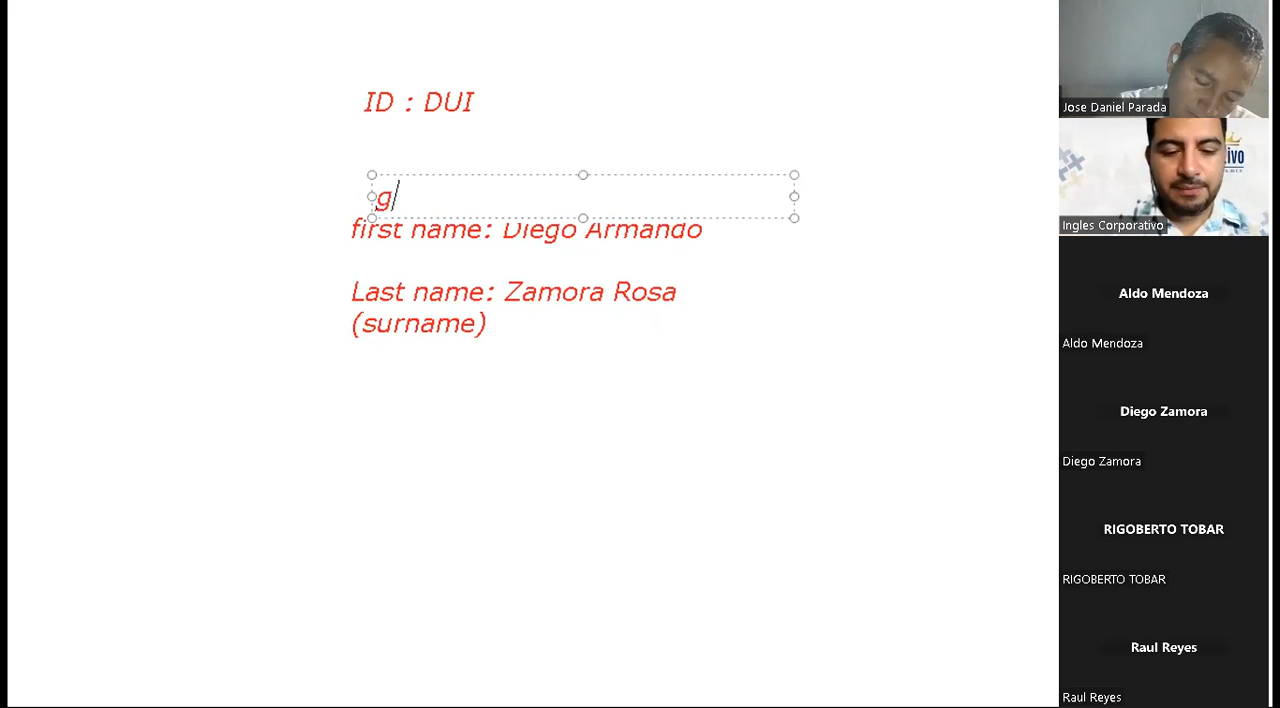 ID : DUI
g
first name: Diego Armando
Last name: Zamora Rosa
(surname)
Jose Daniel Parada
ivo
Ingles Corporativo
Aldo Mendoza
Aldo Mendoza
Diego Zamora
Diego Zamora
RIGOBERTO TOBAR
RIGOBERTO TOBAR
Raul Reyes
Raul Reyes